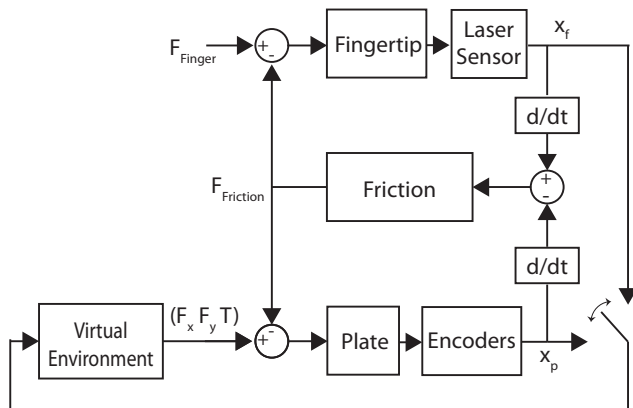 F_Finger
+
-
Fingertip
Laser
Sensor
x_f
d/dt
F_Friction
Friction
+
-
d/dt
Virtual
Environment
(F_x F_y T)
+
-
Plate
Encoders
x_p